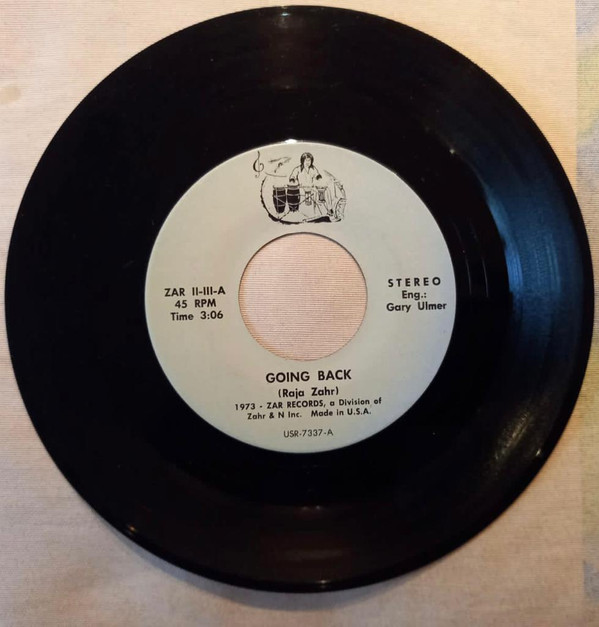 ZAR II-III-A
45 RPM
Time 3:06
STEREO
Eng.:
Gary Ulmer
GOING BACK
(Raja Zahr)
1973 - ZAR RECORDS, a Division of
Zahr & N Inc. Made in U.S.A.
USR-7337-A